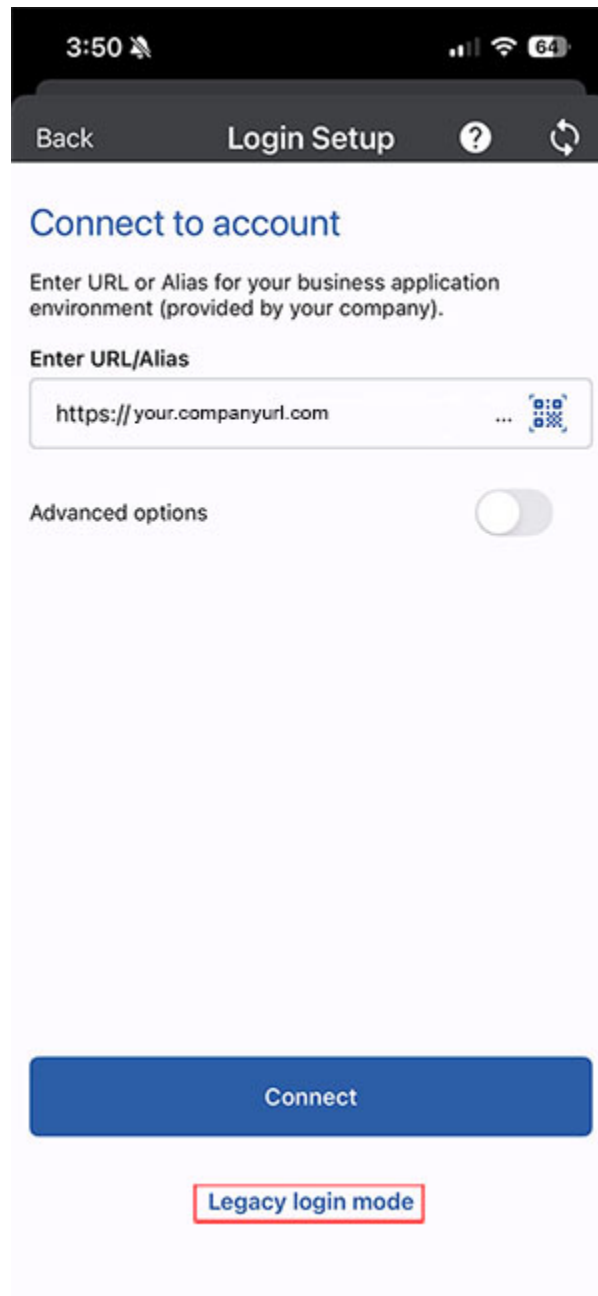 3:50 64
Back Login Setup ?
Connect to account
Enter URL or Alias for your business application
environment (provided by your company).
Enter URL/Alias
https:// your.companyurl.com ...
Advanced options
Connect
Legacy login mode